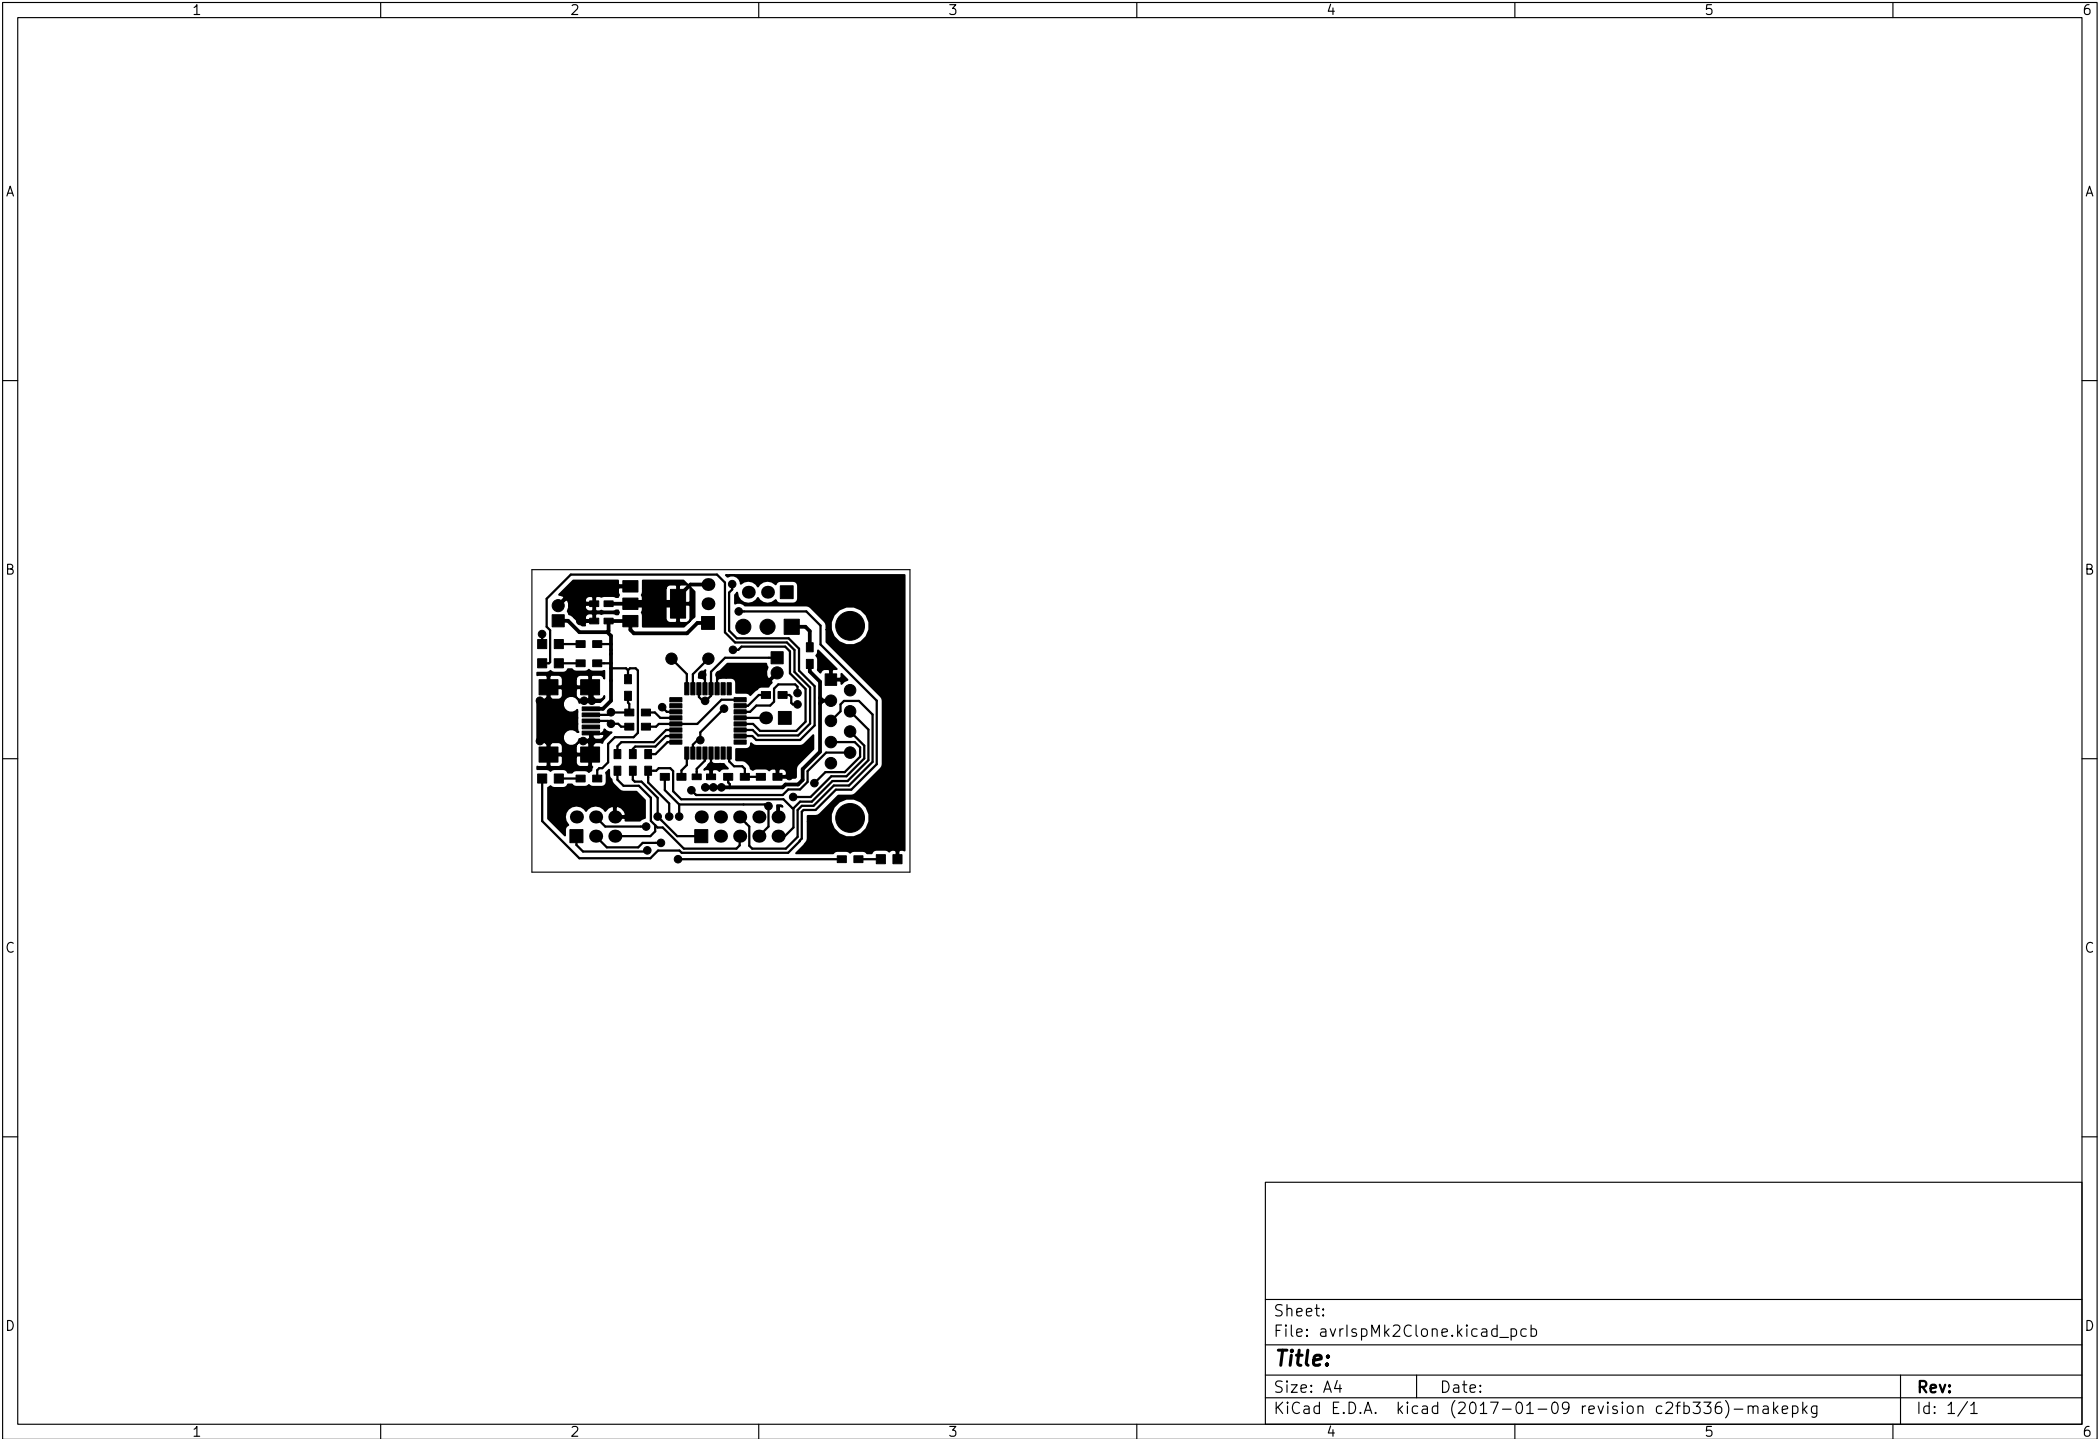 1 2 3 4 5 6
A A
B B
C C
Sheet:
File: avrIspMk2Clone.kicad_pcb
D D
Title:
Size: A4 Date: Rev:
KiCad E.D.A. kicad (2017-01-09 revision c2fb336)-makepkg Id: 1/1
1 2 3 4 5 6